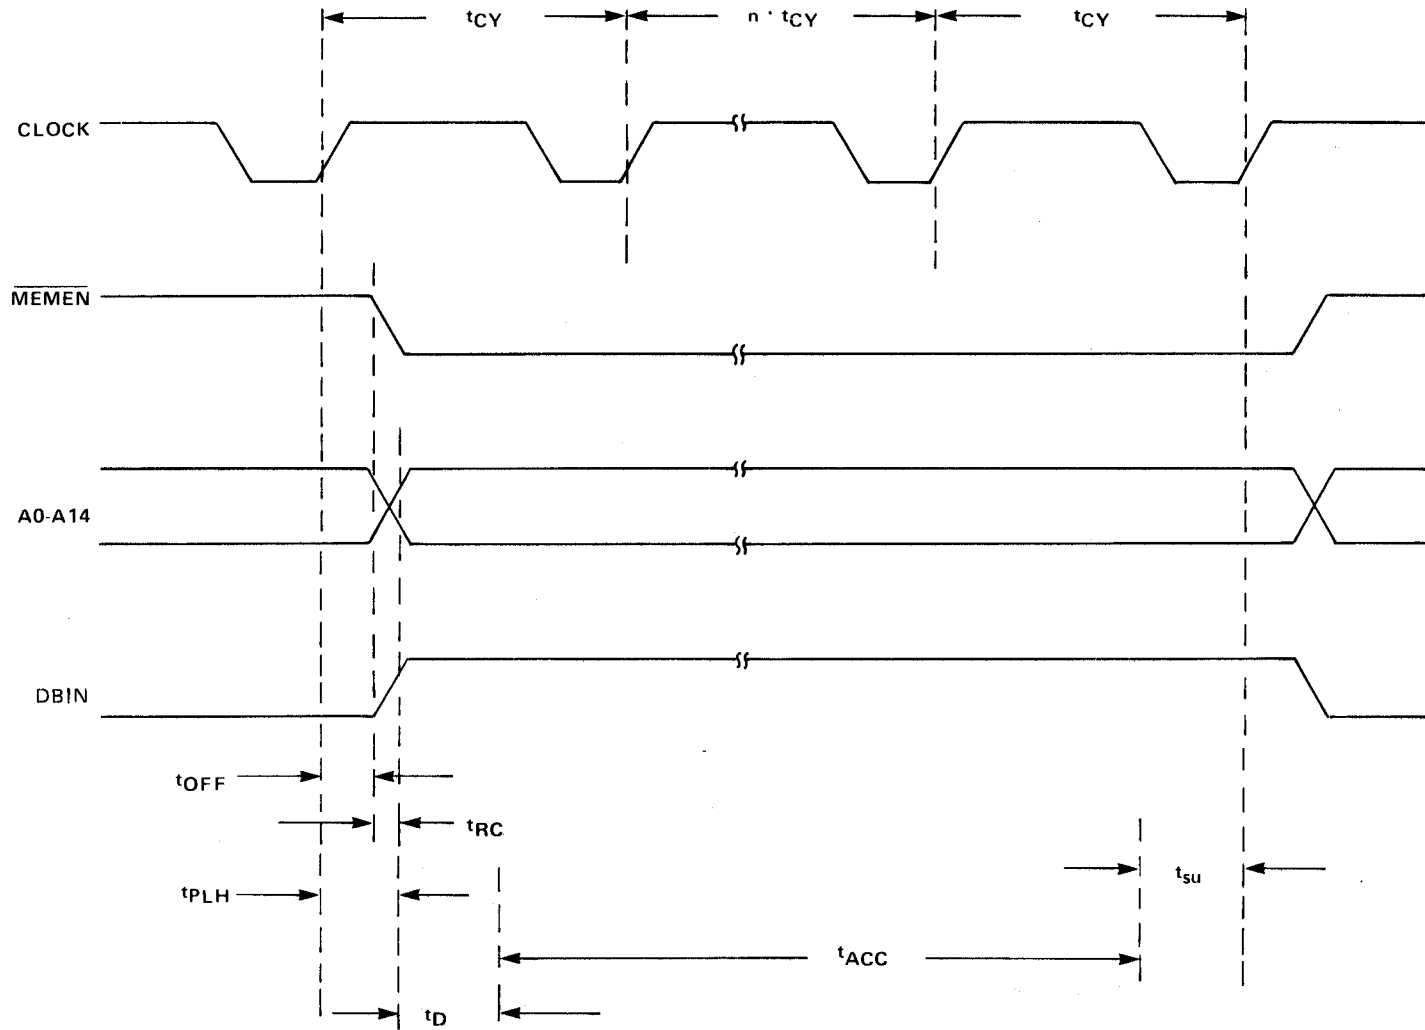 tCY n · tCY tCY
CLOCK
MEMEN
A0-A14
DBIN
tOFF
tRC
tsu
tPLH
tACC
tD